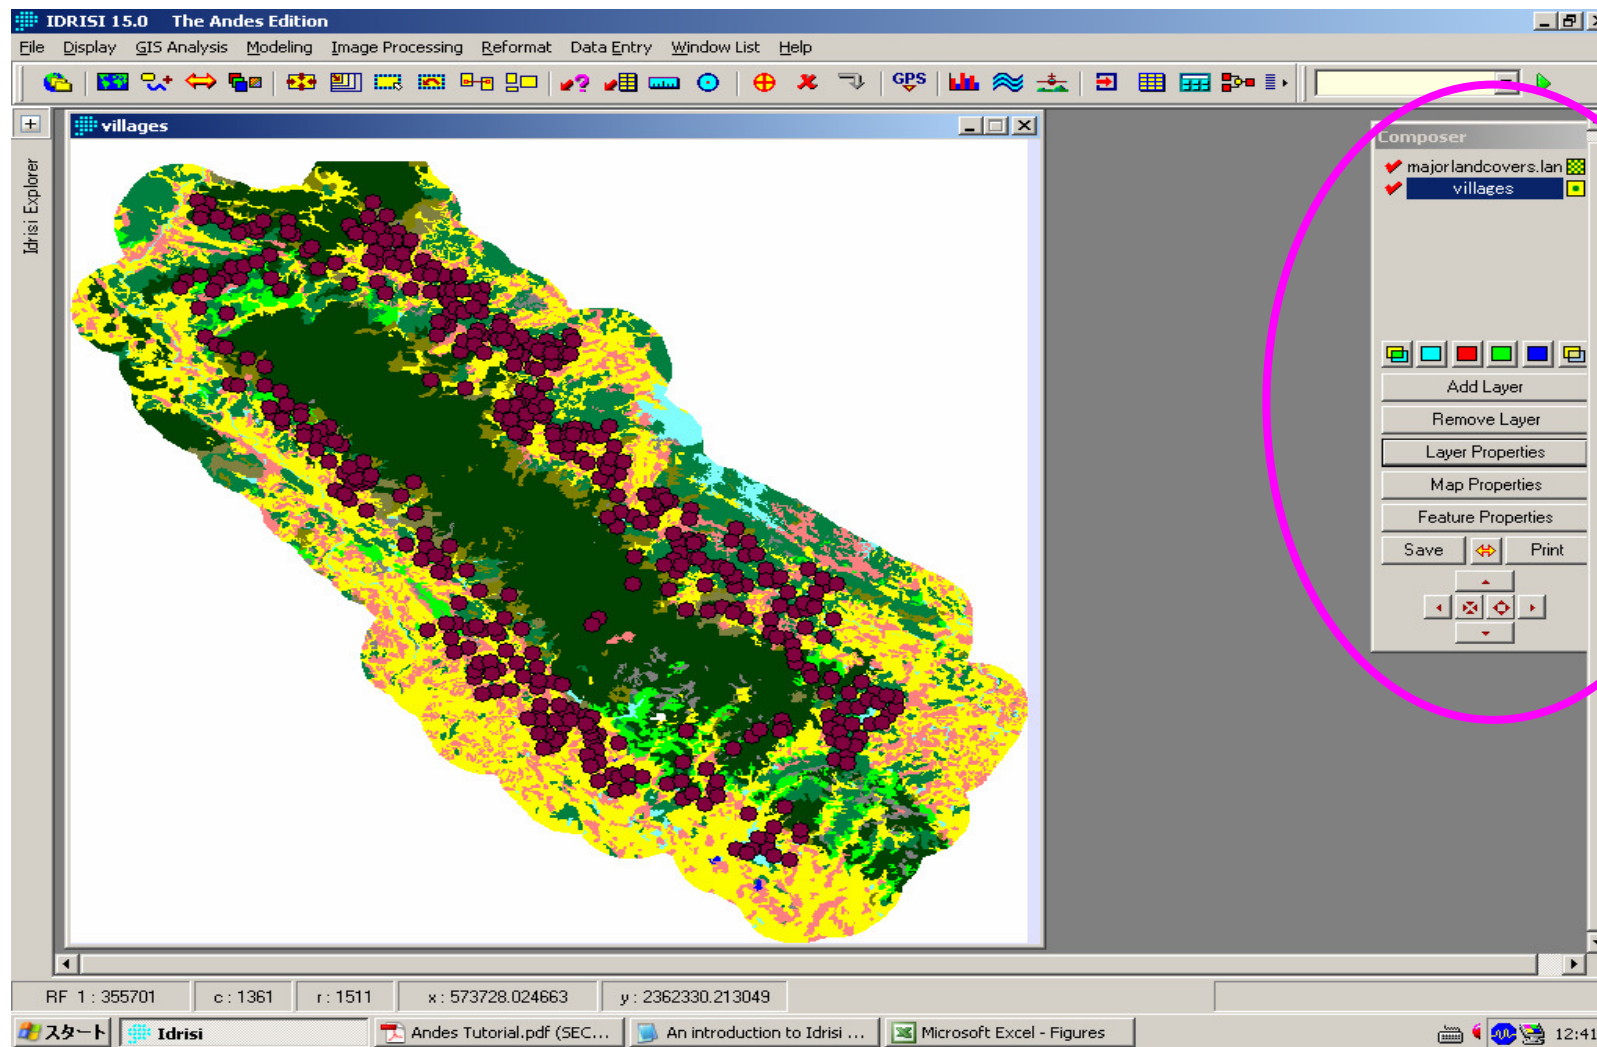 IDRISI 15.0 The Andes Edition
File Display GIS Analysis Modeling Image Processing Reformat Data Entry Window List Help
GPS
villages
Idrisi Explorer
Composer
majorlandcovers.lan
villages
Add Layer
Remove Layer
Layer Properties
Map Properties
Feature Properties
Save Print
RF 1 : 355701 c : 1361 r : 1511 x : 573728.024663 y : 2362330.213049
スタート Idrisi Andes Tutorial.pdf (SEC... An introduction to Idrisi ... Microsoft Excel - Figures 12:41